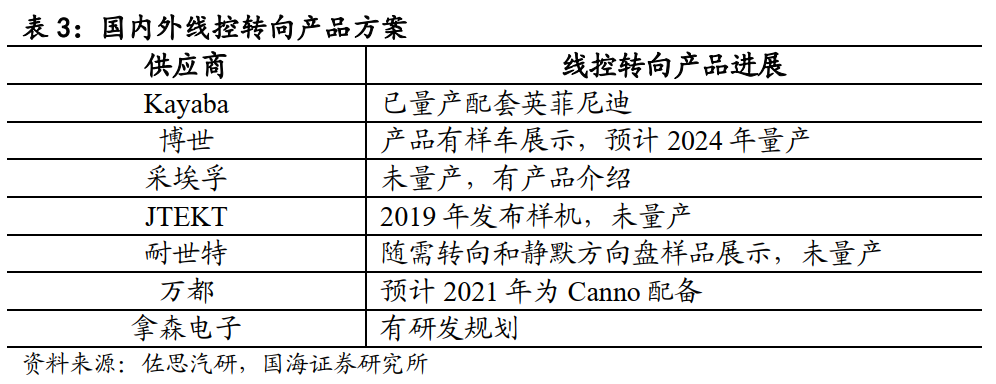 表 3：国内外线控转向产品方案
供应商 线控转向产品进展
Kayaba 已量产配套英菲尼迪
博世 产品有样车展示，预计 2024 年量产
采埃孚 未量产，有产品介绍
JTEKT 2019 年发布样机，未量产
耐世特 随需转向和静默方向盘样品展示，未量产
万都 预计 2021 年为 Canno 配备
拿森电子 有研发规划
资料来源：佐思汽研，国海证券研究所